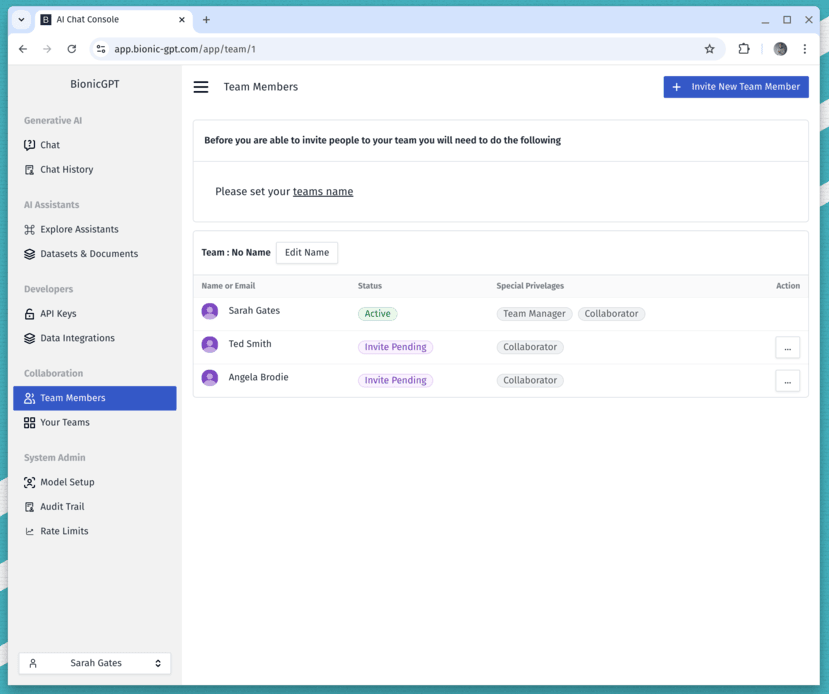 AI Chat Console
app.bionic-gpt.com/app/team/1
BionicGPT
Generative AI
Chat
Chat History
AI Assistants
Explore Assistants
Datasets & Documents
Developers
API Keys
Data Integrations
Collaboration
Team Members
Your Teams
System Admin
Model Setup
Audit Trail
Rate Limits
Sarah Gates
Team Members
+ Invite New Team Member
Before you are able to invite people to your team you will need to do the following
Please set your teams name
Team : No Name Edit Name
Name or Email Status Special Privelages Action
Sarah Gates Active Team Manager Collaborator
Ted Smith Invite Pending Collaborator ...
Angela Brodie Invite Pending Collaborator ...